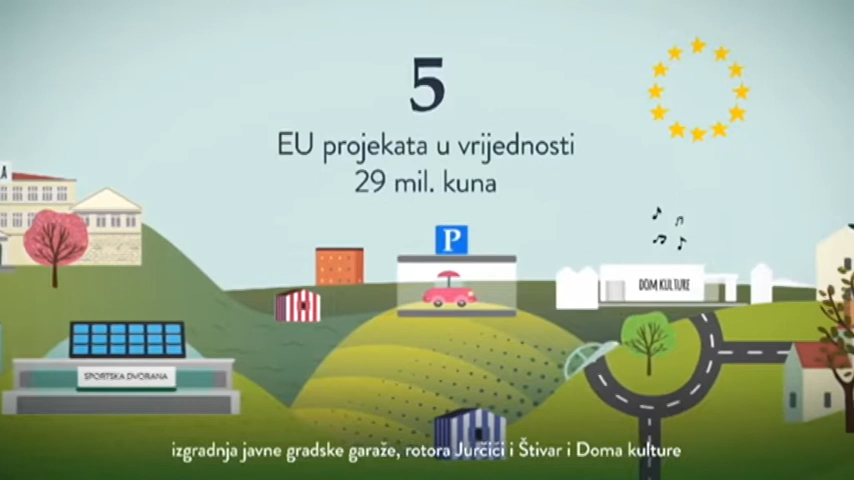 5
EU projekata u vrijednosti
29 mil. kuna
A
P
DOM KULTURE
SPORTSKA DVORANA
izgradnja javne gradske garaže, rotora Jurčići i Štivar i Doma kulture